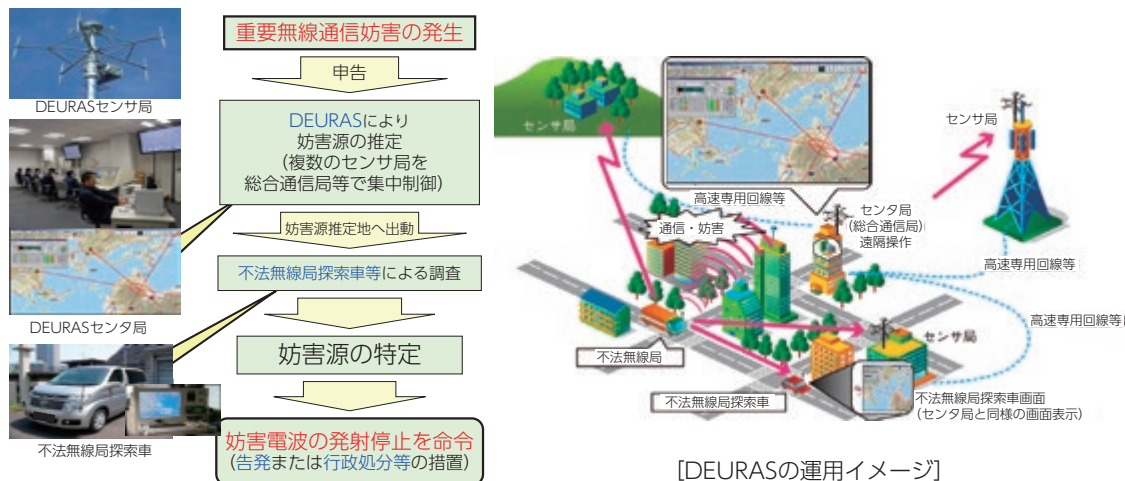 重要無線通信妨害の発生
申告
DEURASにより
妨害源の推定
(複数のセンサ局を
総合通信局等で集中制御)
妨害源推定地へ出動
不法無線局探索車等による調査
妨害源の特定
妨害電波の発射停止を命令
(告発または行政処分等の措置)
DEURASセンサ局
DEURASセンタ局
不法無線局探索車
センサ局
高速専用回線等
通信・妨害
センタ局
(総合通信局)
遠隔操作
センサ局
高速専用回線等
高速専用回線等
不法無線局
センサ局
不法無線局探索車
不法無線局探索車画面
(センタ局と同様の画面表示)
[DEURASの運用イメージ]